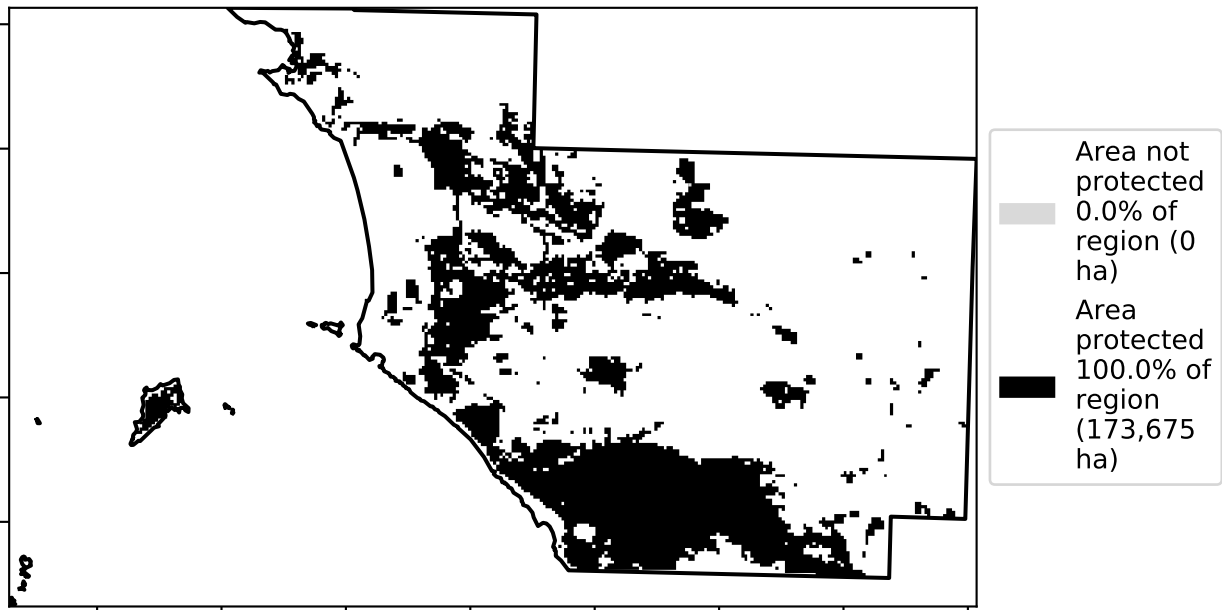 Area not
protected
0.0% of
region (0
ha)
Area
protected
100.0% of
region
(173,675
ha)